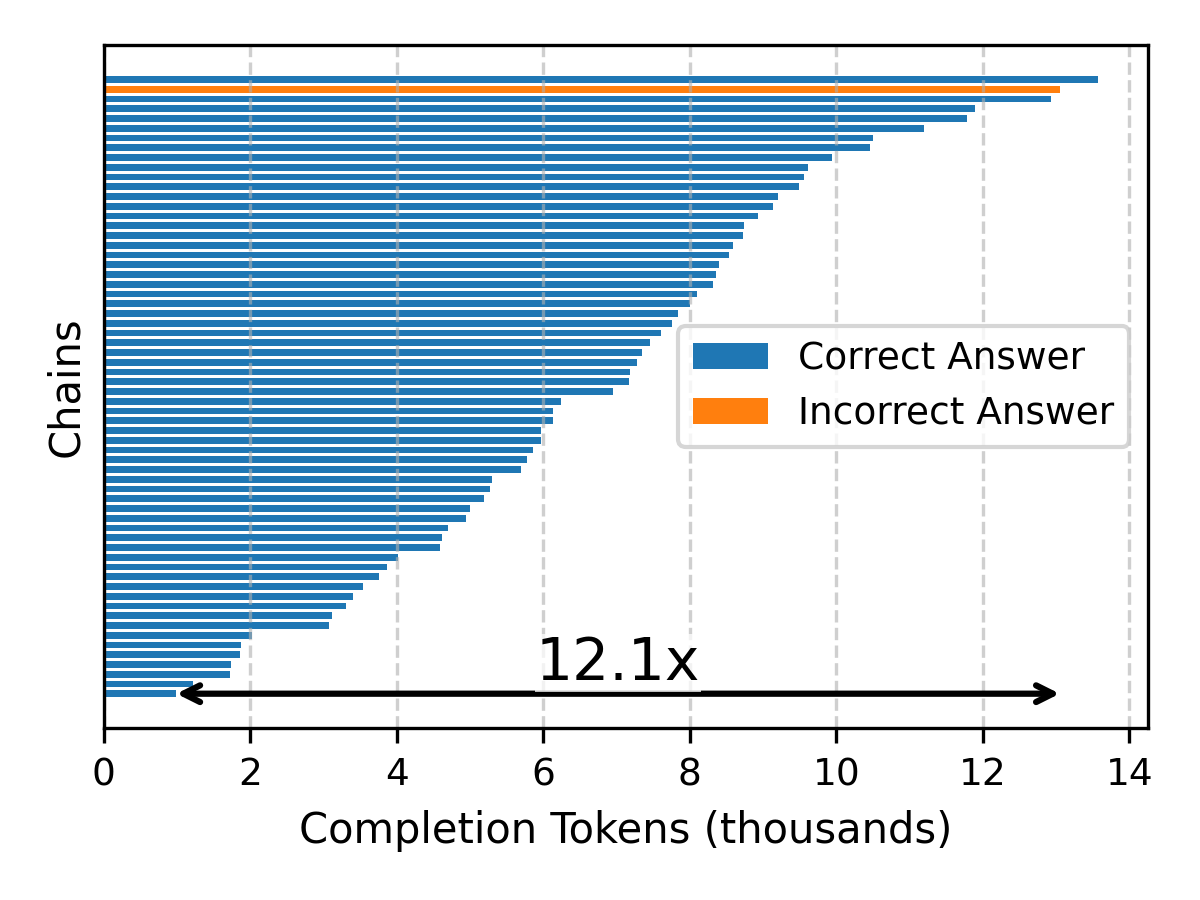 Chains
Correct Answer
Incorrect Answer
12.1x
0 2 4 6 8 10 12 14
Completion Tokens (thousands)